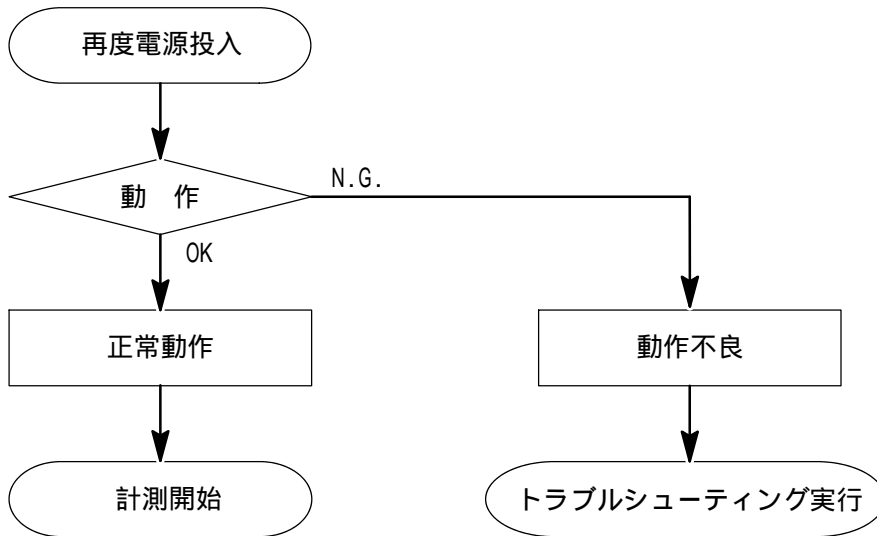 再度電源投入
動　作
N.G.
OK
正常動作
動作不良
計測開始
トラブルシューティング実行